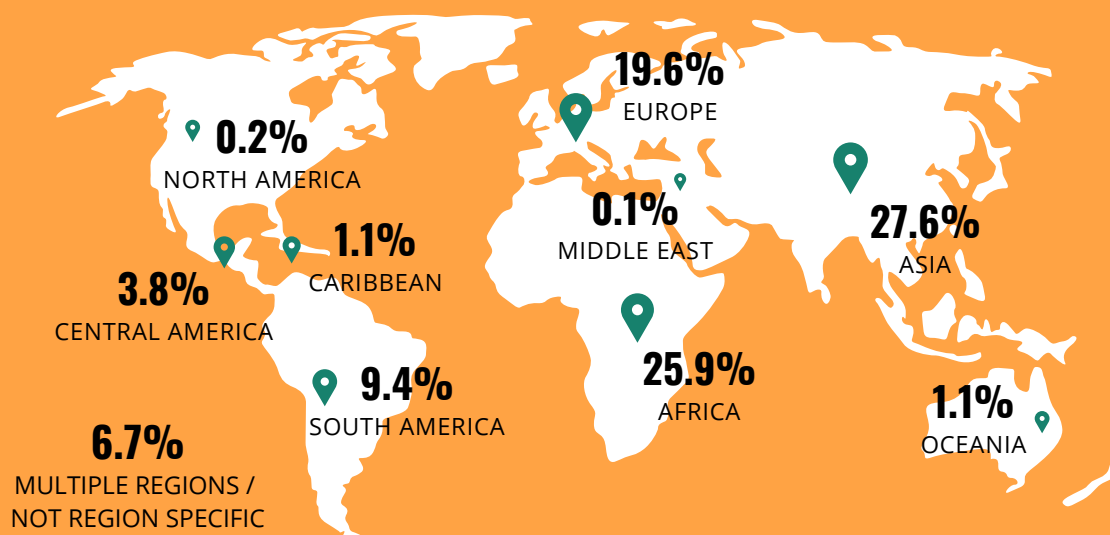 19.6%
EUROPE
0.2%
NORTH AMERICA
0.1%
MIDDLE EAST
27.6%
ASIA
1.1%
CARIBBEAN
3.8%
CENTRAL AMERICA
25.9%
AFRICA
9.4%
SOUTH AMERICA
1.1%
OCEANIA
6.7%
MULTIPLE REGIONS /
NOT REGION SPECIFIC